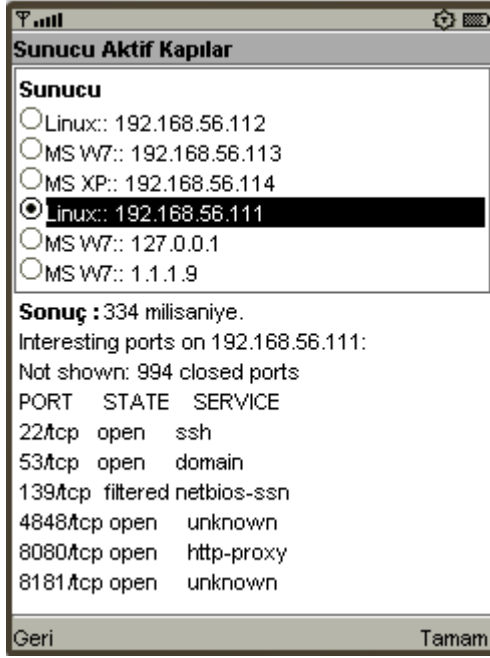 Sunucu Aktif Kapılar
Sunucu
Linux:: 192.168.56.112
MS W7:: 192.168.56.113
MS XP:: 192.168.56.114
Linux:: 192.168.56.111
MS W7:: 127.0.0.1
MS W7:: 1.1.1.9
Sonuç : 334 milisaniye.
Interesting ports on 192.168.56.111:
Not shown: 994 closed ports
PORT STATE SERVICE
22/tcp open ssh
53/tcp open domain
139/tcp filtered netbios-ssn
4848/tcp open unknown
8080/tcp open http-proxy
8181/tcp open unknown
Geri Tamam